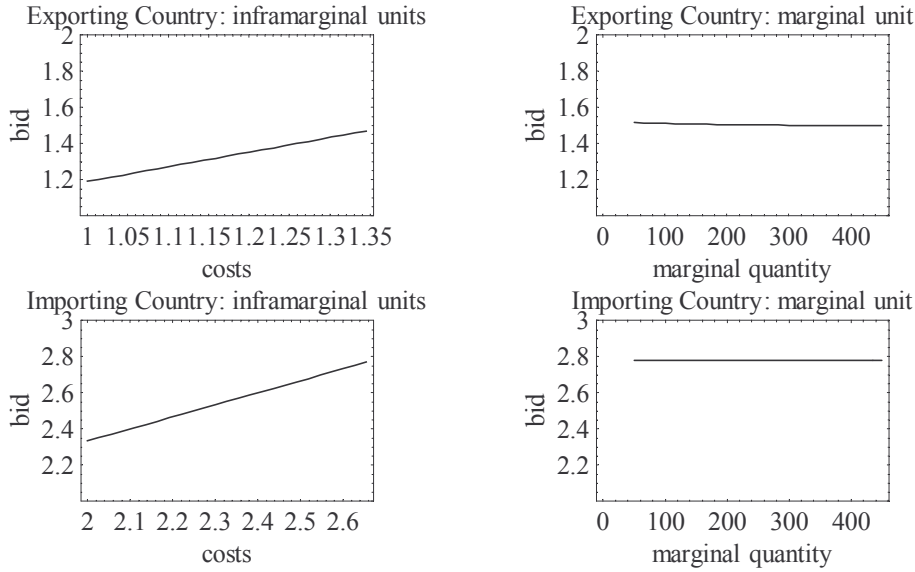 Exporting Country: inframarginal units
2
1.8
1.6
1.4
1.2
bid
1 1.05 1.1 1.15 1.2 1.25 1.3 1.35
costs
Exporting Country: marginal unit
2
1.8
1.6
1.4
1.2
bid
0 100 200 300 400
marginal quantity
Importing Country: inframarginal units
3
2.8
2.6
2.4
2.2
bid
2 2.1 2.2 2.3 2.4 2.5 2.6
costs
Importing Country: marginal unit
3
2.8
2.6
2.4
2.2
bid
0 100 200 300 400
marginal quantity